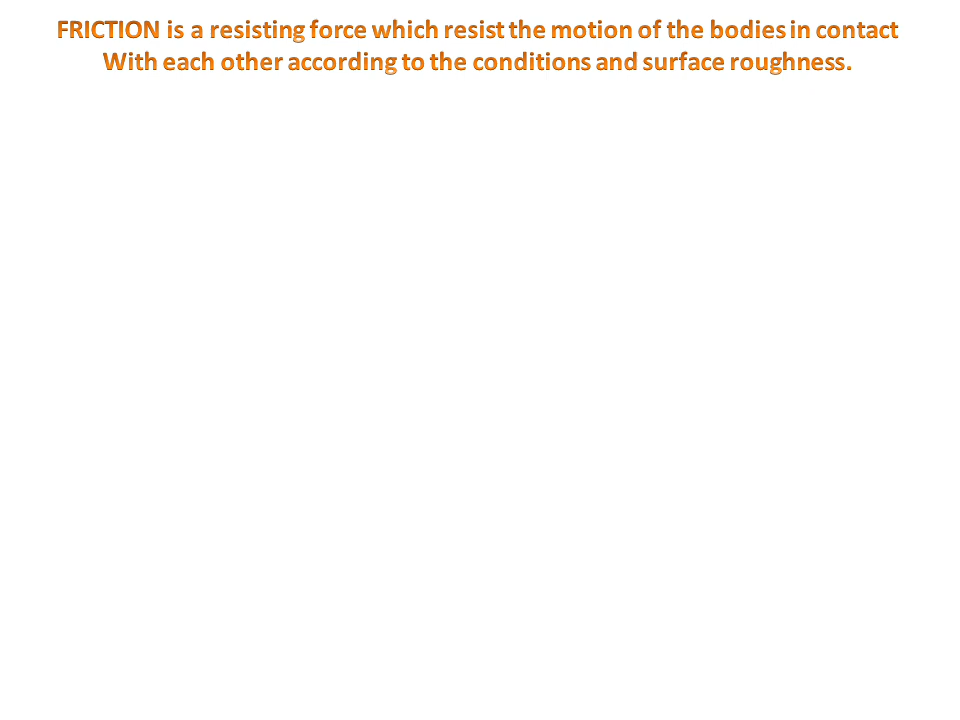 FRICTION is a resisting force which resist the motion of the bodies in contact
With each other according to the conditions and surface roughness.